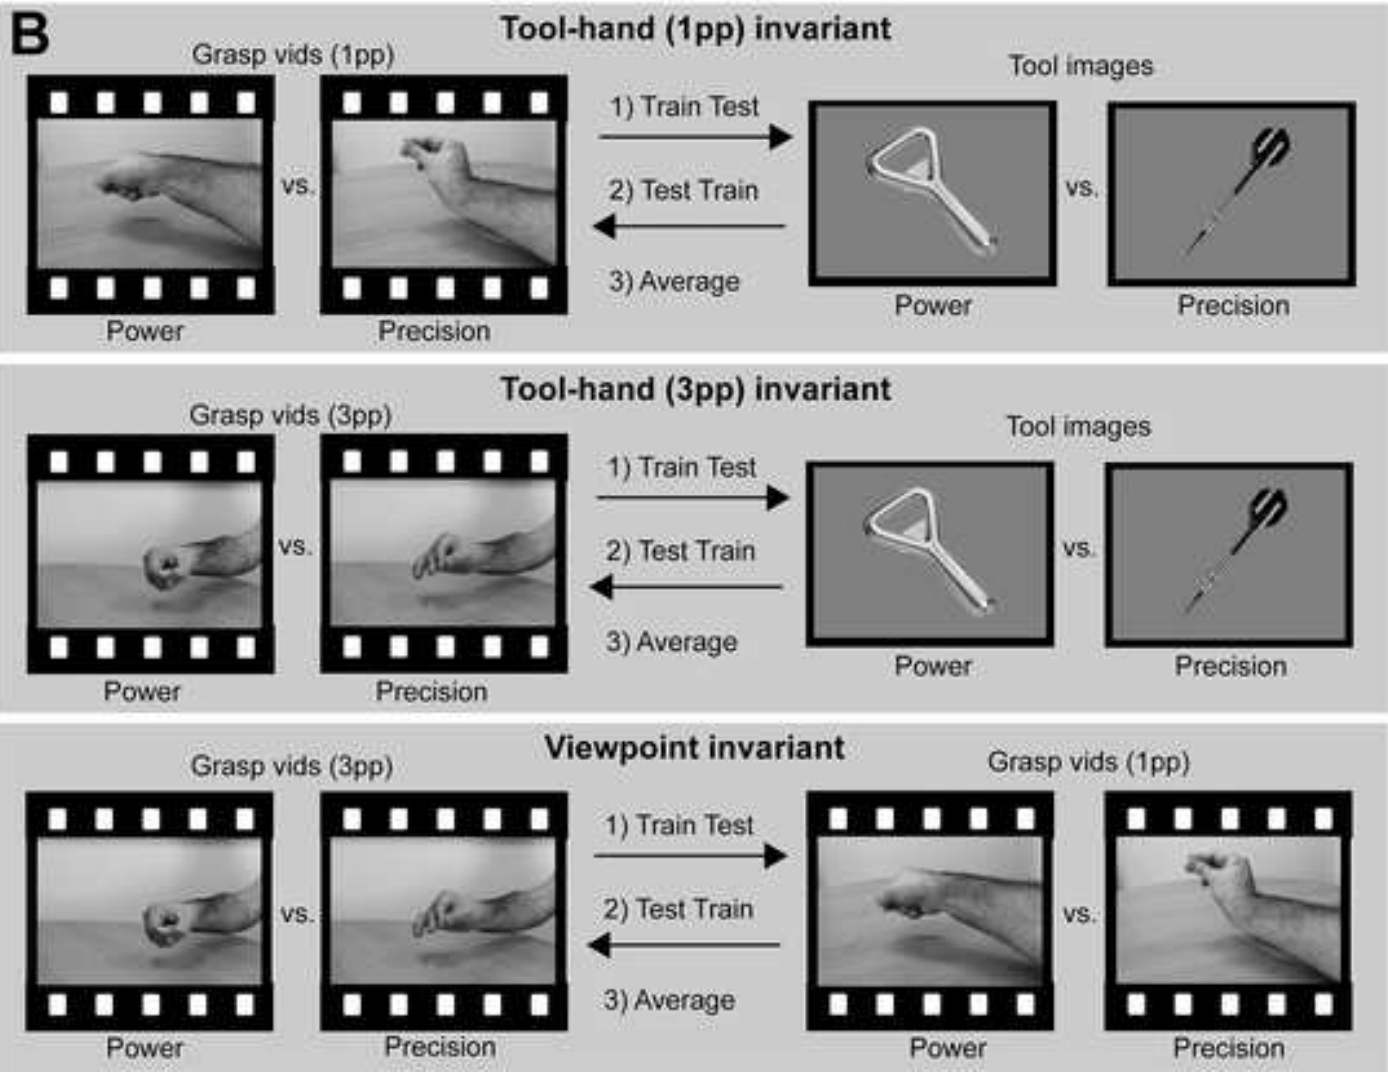 B
Tool-hand (1pp) invariant
Grasp vids (1pp)
Tool images
vs.
1) Train Test
2) Test Train
3) Average
vs.
Power
Precision
Power
Precision
Tool-hand (3pp) invariant
Grasp vids (3pp)
Tool images
vs.
1) Train Test
2) Test Train
3) Average
vs.
Power
Precision
Power
Precision
Viewpoint invariant
Grasp vids (3pp)
Grasp vids (1pp)
vs.
1) Train Test
2) Test Train
3) Average
vs.
Power
Precision
Power
Precision